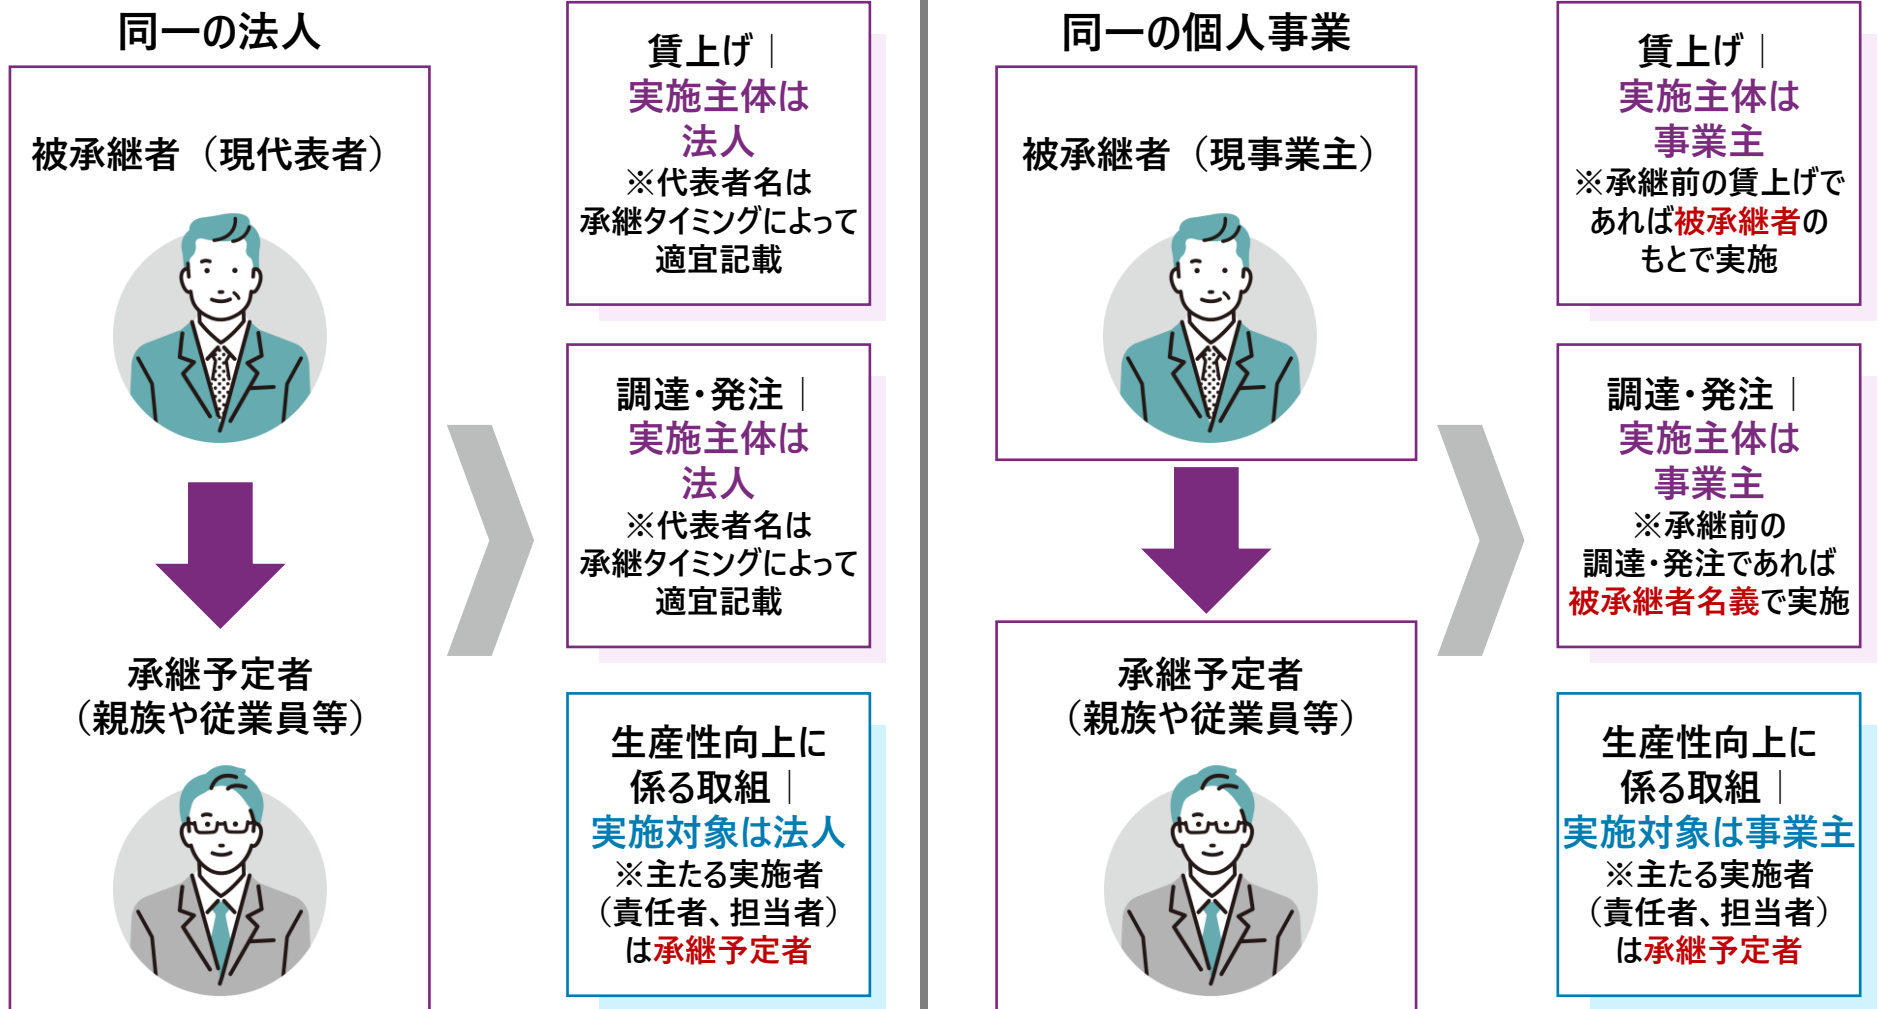 同一の法人
被承継者（現代表者）
承継予定者
（親族や従業員等）
賃上げ｜
実施主体は
法人
※代表者名は
承継タイミングによって
適宜記載
調達・発注｜
実施主体は
法人
※代表者名は
承継タイミングによって
適宜記載
生産性向上に
係る取組｜
実施対象は法人
※主たる実施者
（責任者、担当者）
は承継予定者
同一の個人事業
被承継者（現事業主）
承継予定者
（親族や従業員等）
賃上げ｜
実施主体は
事業主
※承継前の賃上げで
あれば被承継者の
もとで実施
調達・発注｜
実施主体は
事業主
※承継前の
調達・発注であれば
被承継者名義で実施
生産性向上に
係る取組｜
実施対象は事業主
※主たる実施者
（責任者、担当者）
は承継予定者